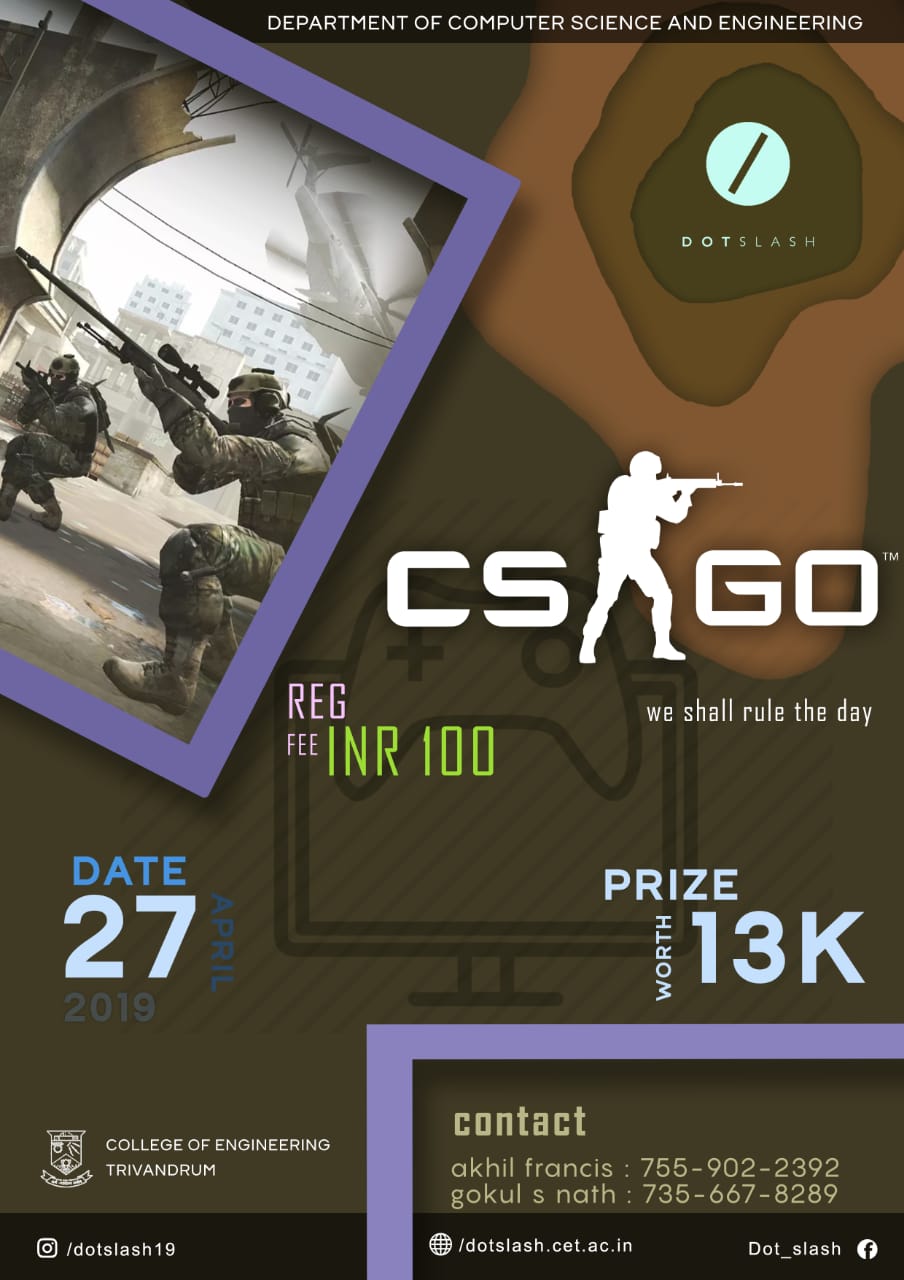 DEPARTMENT OF COMPUTER SCIENCE AND ENGINEERING
DOTSLASH
CS GO™
we shall rule the day
REG
FEE INR 100
DATE
27
APRIL
2019
PRIZE
WORTH
13K
contact
akhil francis : 755-902-2392
gokul s nath : 735-667-8289
COLLEGE OF ENGINEERING
TRIVANDRUM
/dotslash19
/dotslash.cet.ac.in
Dot_slash